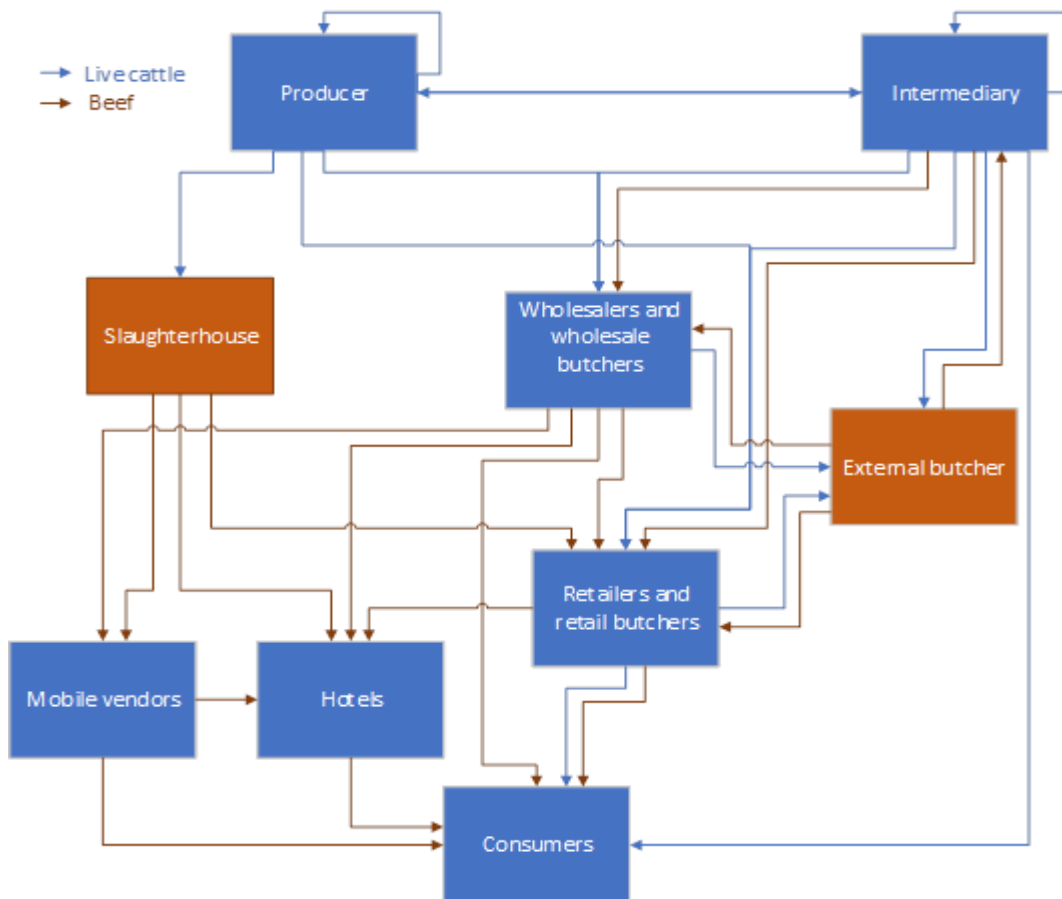 Producer
Intermediary
Live cattle
Beef
Slaughterhouse
Wholesalers and
wholesale
butchers
External butcher
Retailers and
retail butchers
Mobile vendors
Hotels
Consumers